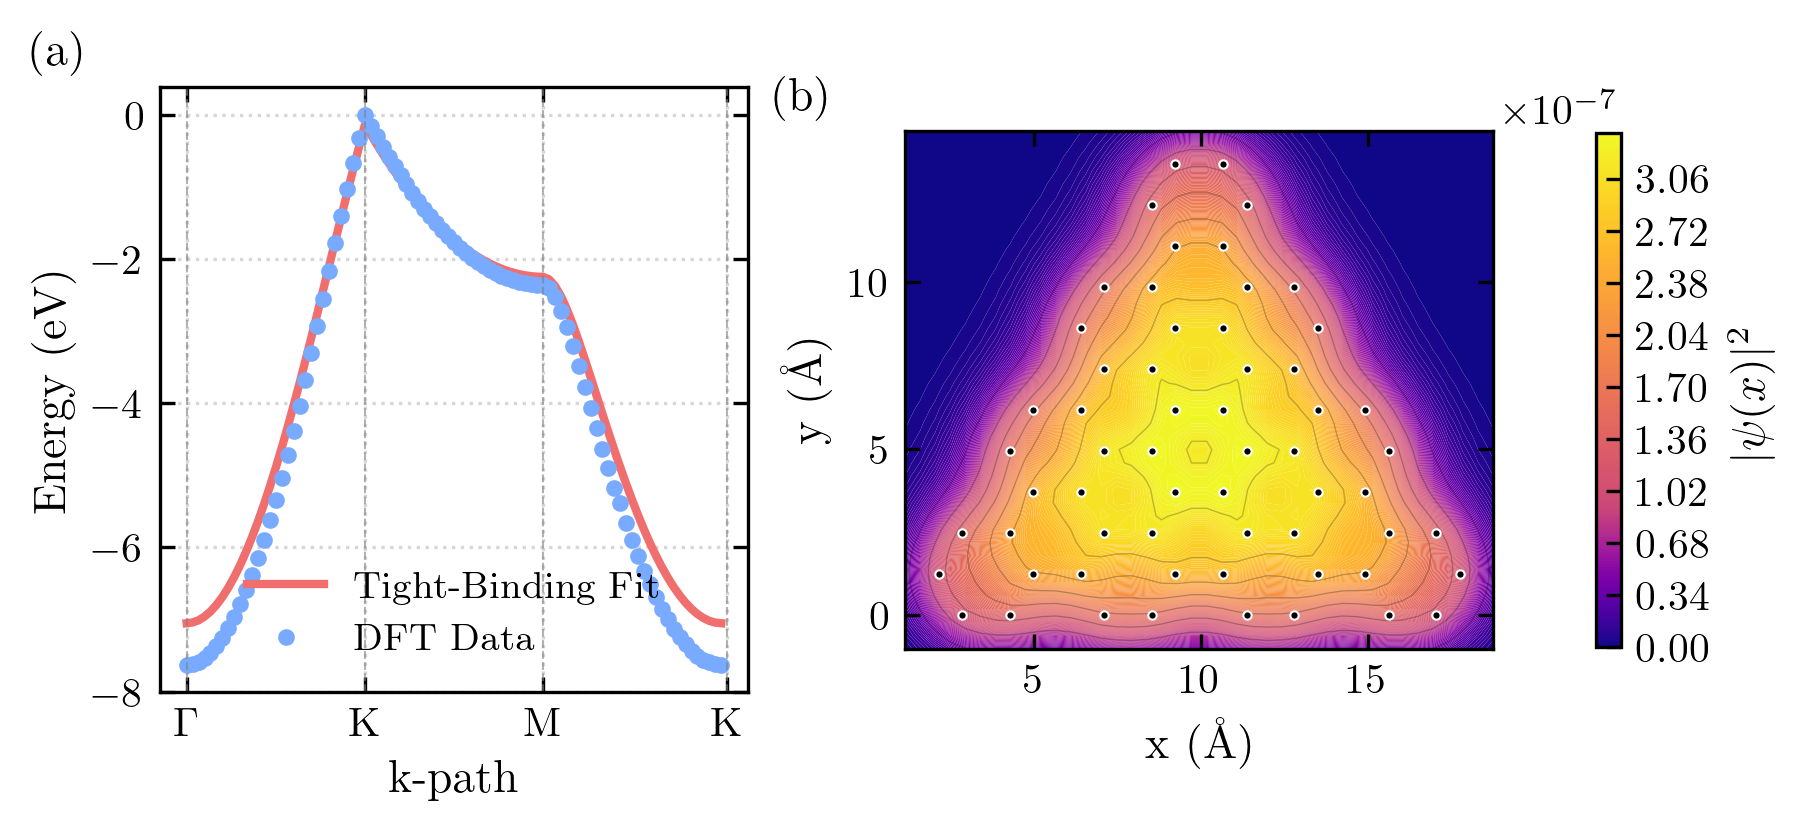 (a)
0
−2
−4
−6
−8
Energy (eV)
Tight-Binding Fit
DFT Data
Γ K M K
k-path
(b)
10
5
0
y (Å)
5 10 15
x (Å)
×10⁻⁷
3.06
2.72
2.38
2.04
1.70
1.36
1.02
0.68
0.34
0.00
|ψ(x)|²